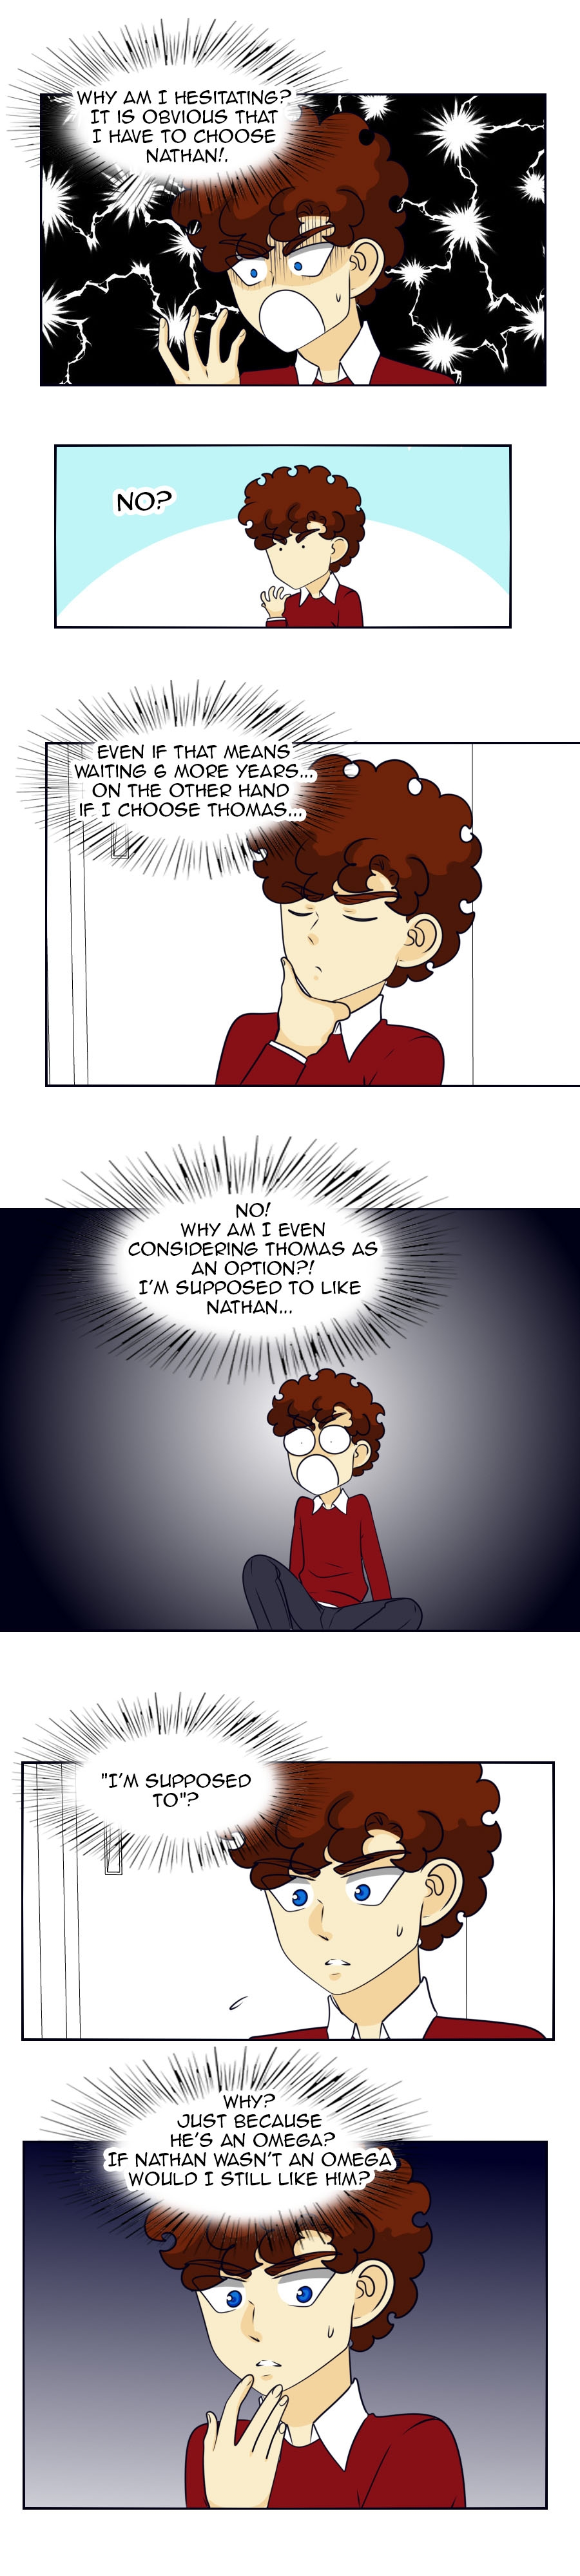 WHY AM I HESITATING?
IT IS OBVIOUS THAT
I HAVE TO CHOOSE
NATHAN!.
NO?
EVEN IF THAT MEANS
WAITING 6 MORE YEARS...
ON THE OTHER HAND
IF I CHOOSE THOMAS...
NO!
WHY AM I EVEN
CONSIDERING THOMAS AS
AN OPTION?!
I'M SUPPOSED TO LIKE
NATHAN...
"I'M SUPPOSED
TO"?
WHY?
JUST BECAUSE
HE'S AN OMEGA?
IF NATHAN WASN'T AN OMEGA
WOULD I STILL LIKE HIM?